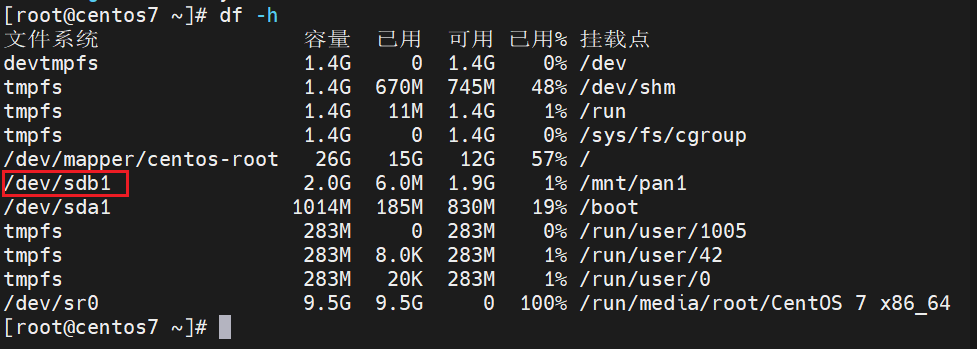 [root@centos7 ~]# df -h
文件系统 容量 已用 可用 已用% 挂载点
devtmpfs 1.4G 0 1.4G 0% /dev
tmpfs 1.4G 670M 745M 48% /dev/shm
tmpfs 1.4G 11M 1.4G 1% /run
tmpfs 1.4G 0 1.4G 0% /sys/fs/cgroup
/dev/mapper/centos-root 26G 15G 12G 57% /
/dev/sdb1 2.0G 6.0M 1.9G 1% /mnt/pan1
/dev/sda1 1014M 185M 830M 19% /boot
tmpfs 283M 0 283M 0% /run/user/1005
tmpfs 283M 8.0K 283M 1% /run/user/42
tmpfs 283M 20K 283M 1% /run/user/0
/dev/sr0 9.5G 9.5G 0 100% /run/media/root/CentOS 7 x86_64
[root@centos7 ~]#